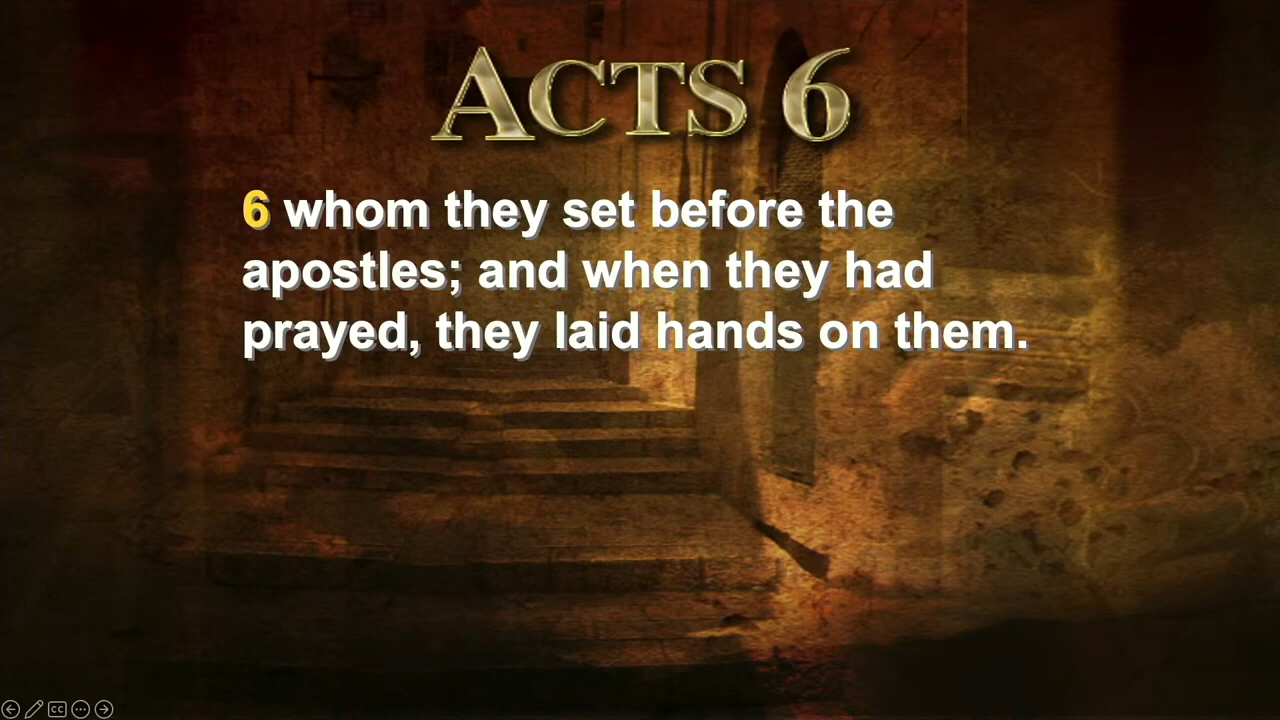 ACTS 6
6 whom they set before the
apostles; and when they had
prayed, they laid hands on them.
CC